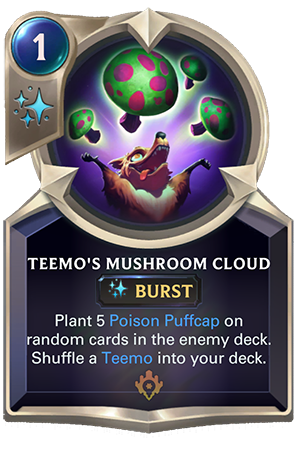 1
TEEMO'S MUSHROOM CLOUD
BURST
Plant 5 Poison Puffcap on
random cards in the enemy deck.
Shuffle a Teemo into your deck.